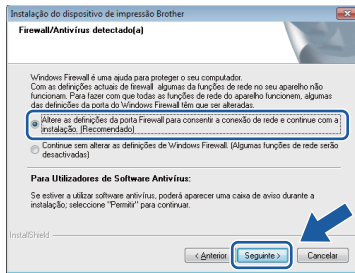 Instalação do dispositivo de impressão Brother
Firewall/Antivírus detectado(a)
Windows Firewall é uma ajuda para proteger o seu computador.
Com as definições actuais de firewall algumas da funções de rede no seu aparelho não
funcionam. Para fazer com que todas as funções de rede do aparelho funcionem, algumas
das definições da porta do Windows Firewall têm que ser alteradas.
Altere as definições da porta Firewall para consentir a conexão de rede e continue com a
instalação. (Recomendado)
Continue sem alterar as definições de Windows Firewall. (Algumas funções de rede serão
desactivadas)
Para Utilizadores de Software Antivírus:
Se estiver a utilizar software antivírus, poderá aparecer uma caixa de aviso durante a
instalação; seleccione "Permitir" para continuar.
InstallShield
< Anterior Seguinte > Cancelar